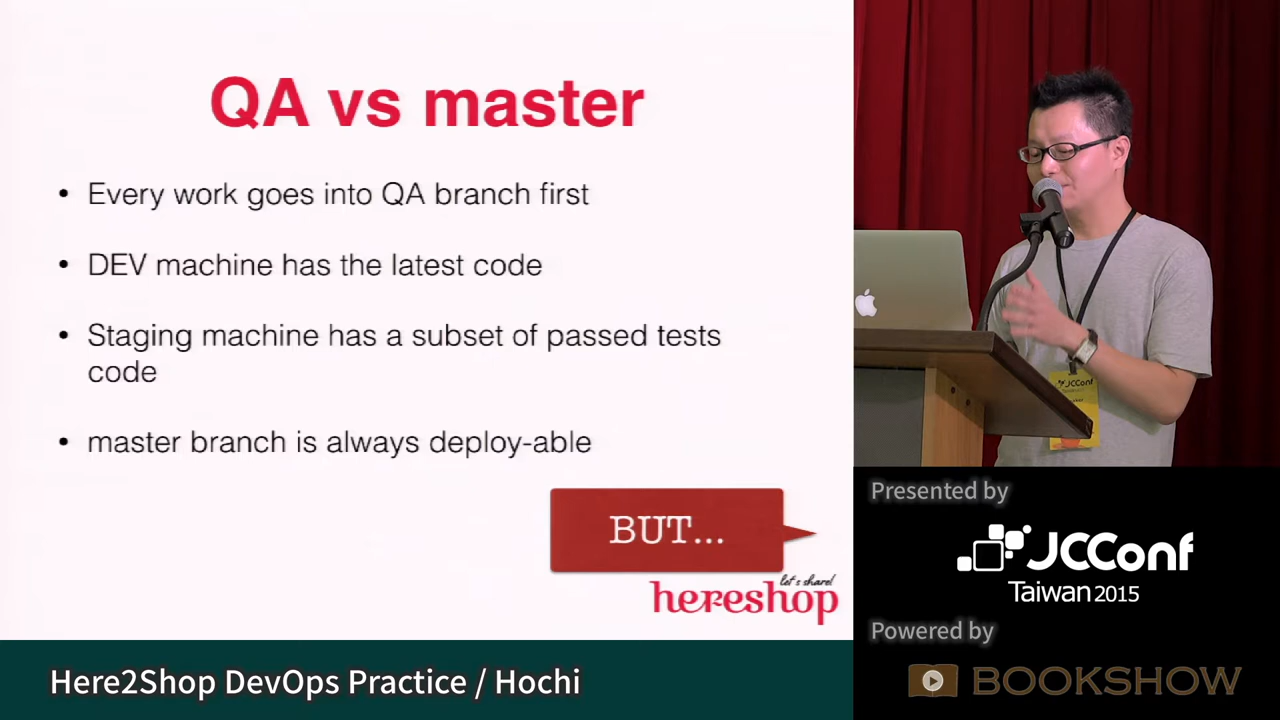 QA vs master
• Every work goes into QA branch first
• DEV machine has the latest code
• Staging machine has a subset of passed tests
code
• master branch is always deploy-able
BUT...
let's share!
hereshop
Here2Shop DevOps Practice / Hochi
JCConf
Presented by
JCConf
Taiwan 2015
Powered by
BOOKSHOW